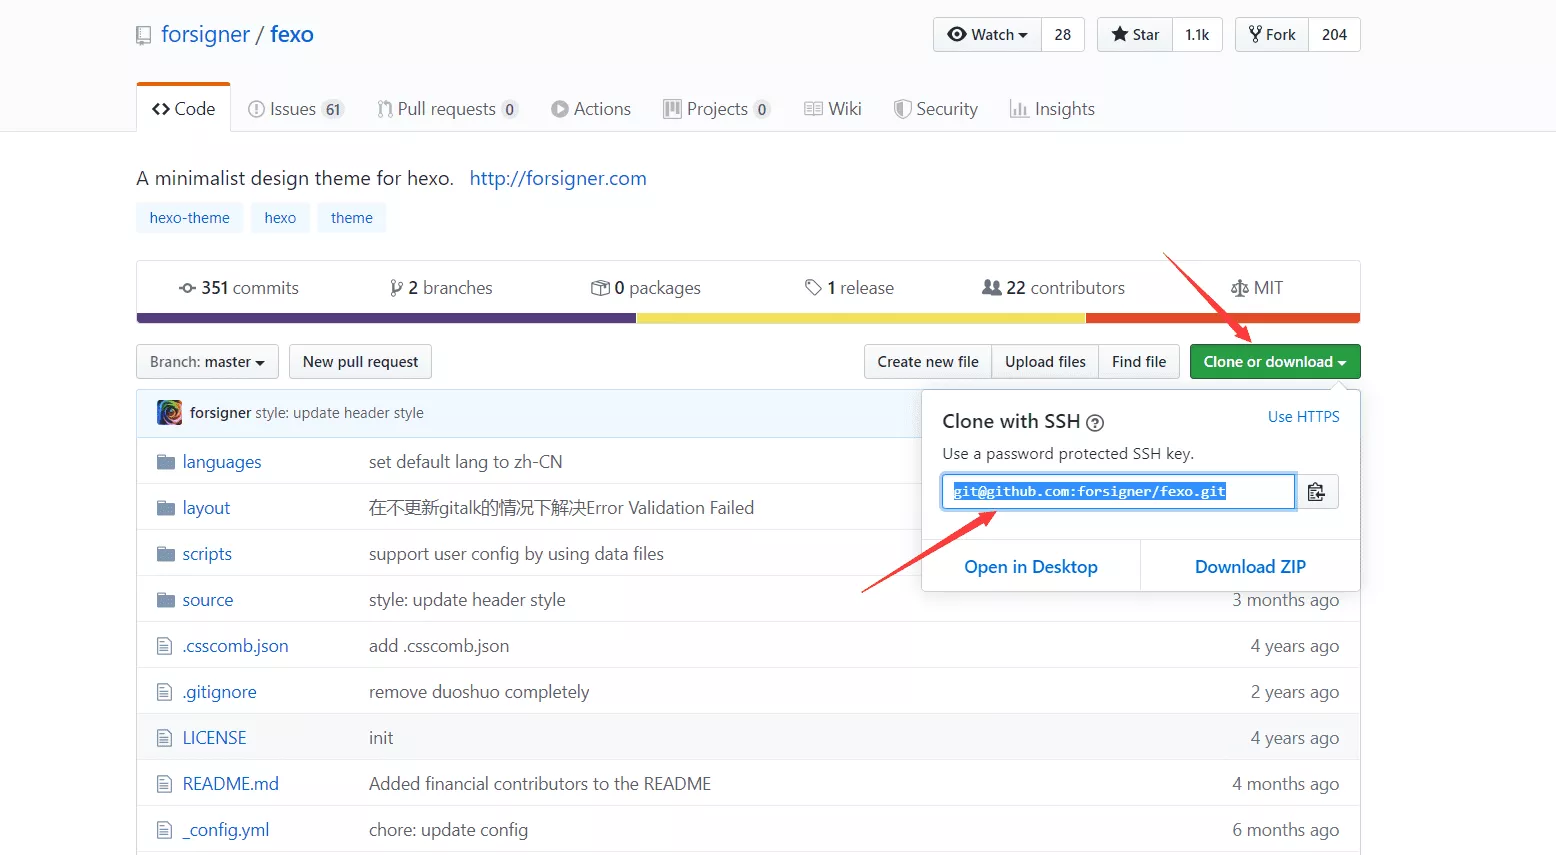 forsigner / fexo
Watch 28 Star 1.1k Fork 204
Code Issues 61 Pull requests 0 Actions Projects 0 Wiki Security Insights
A minimalist design theme for hexo. http://forsigner.com
hexo-theme hexo theme
351 commits 2 branches 0 packages 1 release 22 contributors MIT
Branch: master New pull request Create new file Upload files Find file Clone or download
forsigner style: update header style
Clone with SSH Use HTTPS
Use a password protected SSH key.
git@github.com:forsigner/fexo.git
Open in Desktop Download ZIP
languages set default lang to zh-CN
layout 在不更新gitalk的情况下解决Error Validation Failed
scripts support user config by using data files
source style: update header style 3 months ago
.csscomb.json add .csscomb.json 4 years ago
.gitignore remove duoshuo completely 2 years ago
LICENSE init 4 years ago
README.md Added financial contributors to the README 4 months ago
_config.yml chore: update config 6 months ago